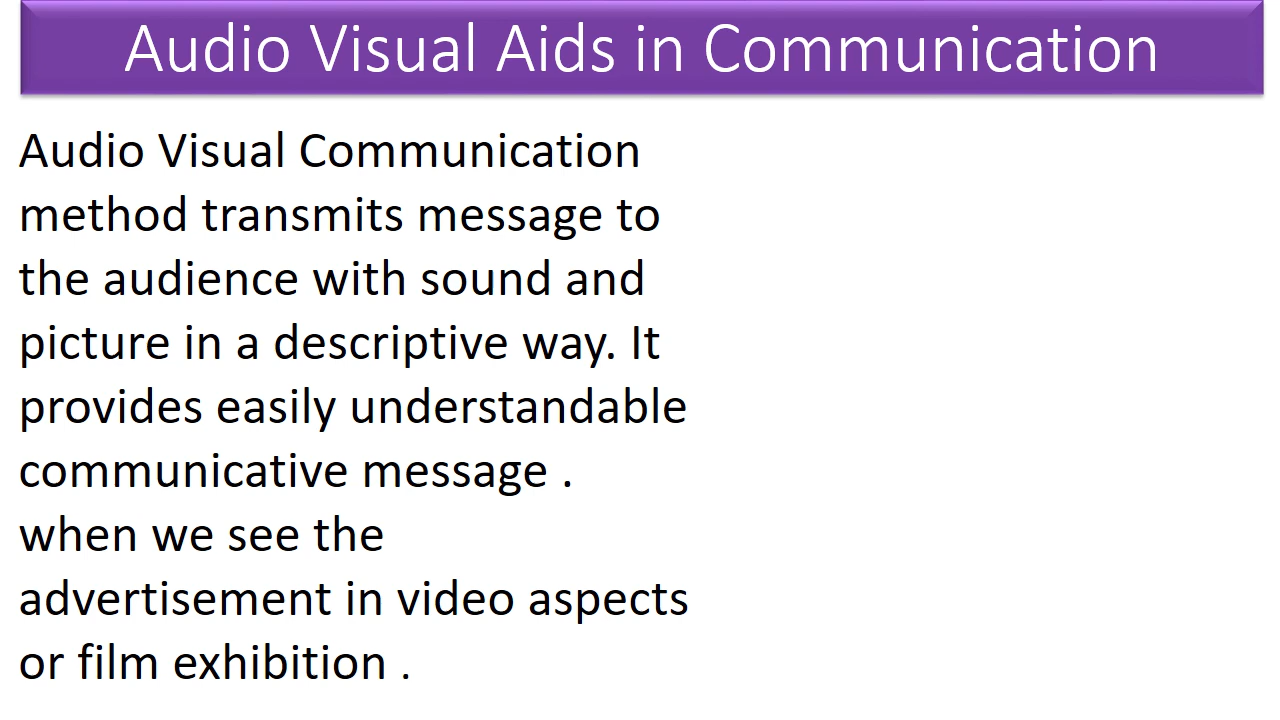 Audio Visual Aids in Communication
Audio Visual Communication
method transmits message to
the audience with sound and
picture in a descriptive way. It
provides easily understandable
communicative message .
when we see the
advertisement in video aspects
or film exhibition .